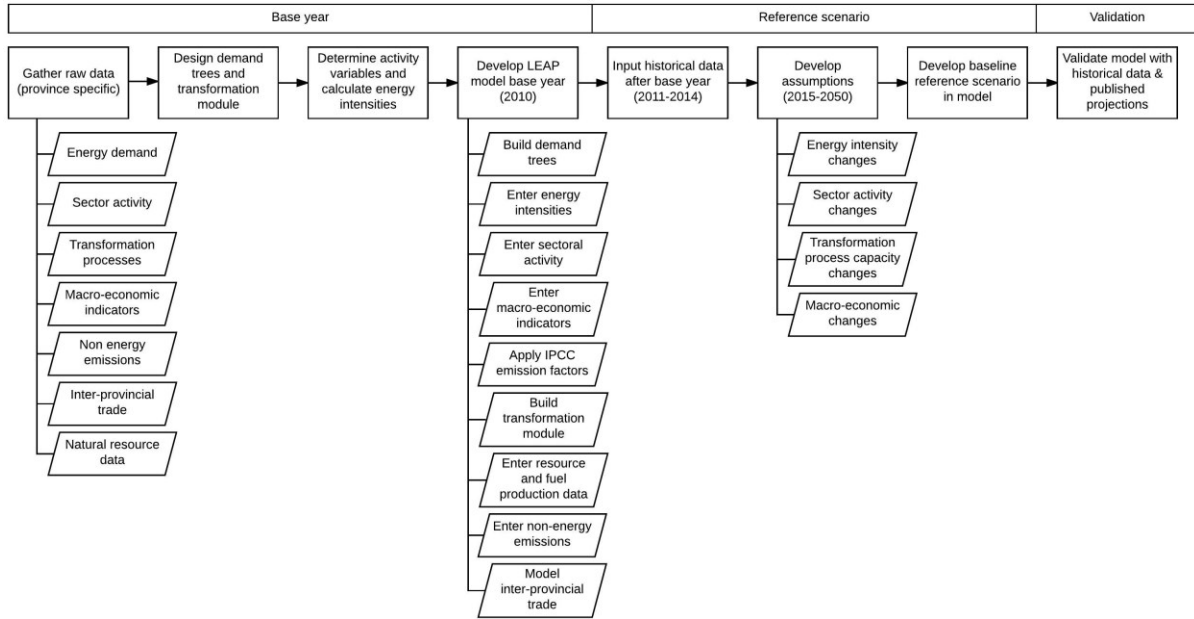 Base year
Reference scenario
Validation
Gather raw data
(province specific)
Design demand
trees and
transformation
module
Determine activity
variables and
calculate energy
intensities
Develop LEAP
model base year
(2010)
Input historical data
after base year
(2011-2014)
Develop
assumptions
(2015-2050)
Develop baseline
reference scenario
in model
Validate model with
historical data &
published
projections
Energy demand
Sector activity
Transformation
processes
Macro-economic
indicators
Non energy
emissions
Inter-provincial
trade
Natural resource
data
Build demand
trees
Enter energy
intensities
Enter sectoral
activity
Enter
macro-economic
indicators
Apply IPCC
emission factors
Build
transformation
module
Enter resource
and fuel
production data
Enter non-energy
emissions
Model
inter-provincial
trade
Energy intensity
changes
Sector activity
changes
Transformation
process capacity
changes
Macro-economic
changes